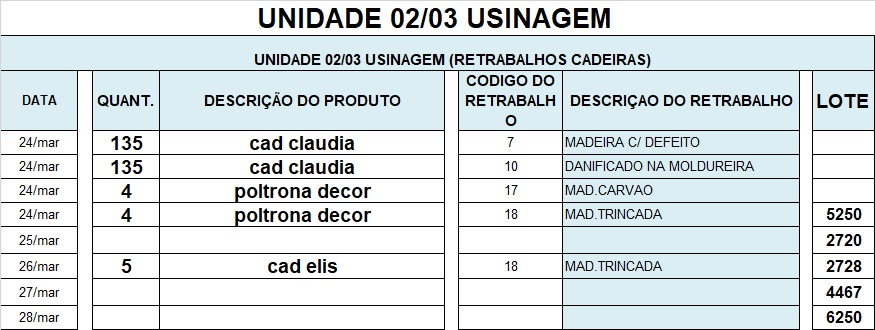 UNIDADE 02/03 USINAGEM
UNIDADE 02/03 USINAGEM (RETRABALHOS CADEIRAS)
DATA QUANT. DESCRIÇÃO DO PRODUTO CODIGO DO RETRABALH O DESCRIÇAO DO RETRABALHO LOTE
24/mar 135 cad claudia 7 MADEIRA C/ DEFEITO
24/mar 135 cad claudia 10 DANIFICADO NA MOLDUREIRA
24/mar 4 poltrona decor 17 MAD.CARVAO
24/mar 4 poltrona decor 18 MAD.TRINCADA 5250
25/mar 2720
26/mar 5 cad elis 18 MAD.TRINCADA 2728
27/mar 4467
28/mar 6250